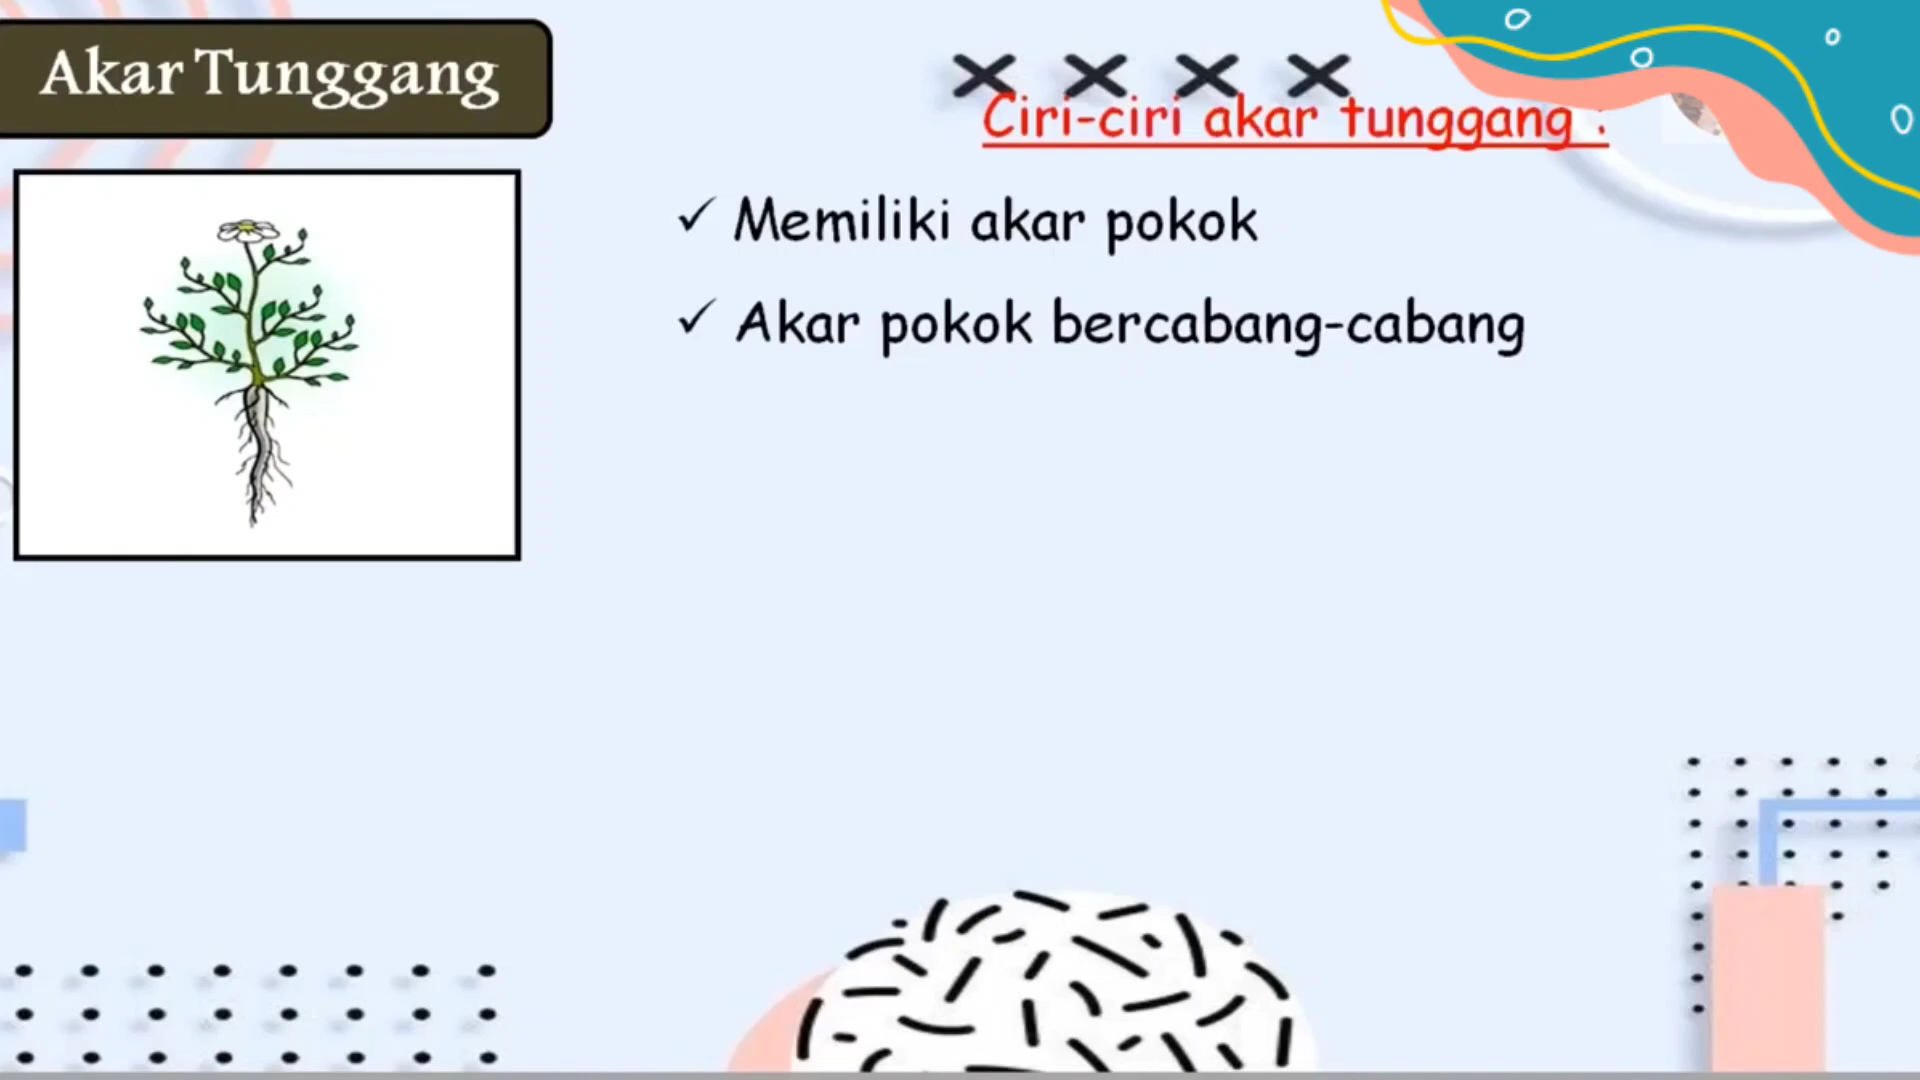 Akar Tunggang
Ciri-ciri akar tunggang :
✓ Memiliki akar pokok
✓ Akar pokok bercabang-cabang